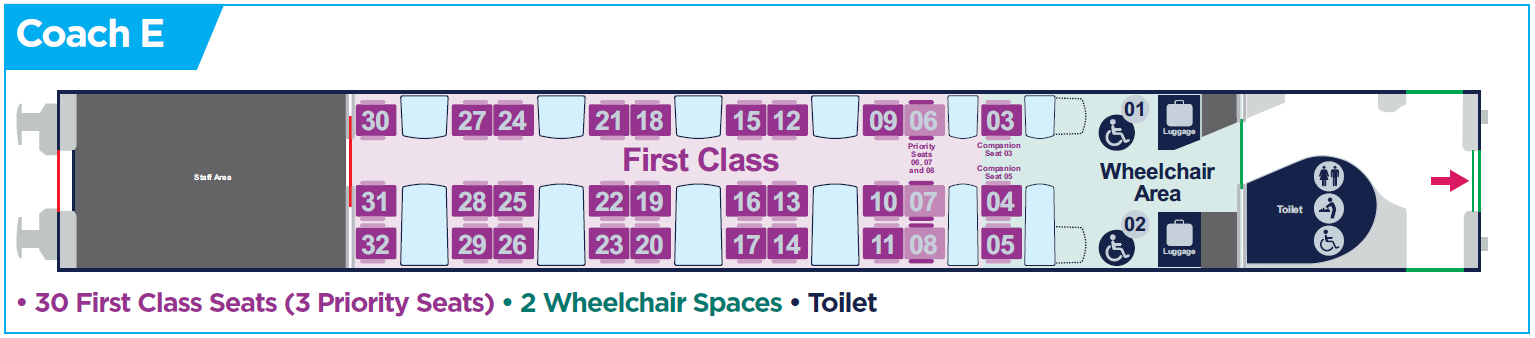 Coach E
30 27 24 21 18 15 12 09 06 03 01
Luggage
Staff Area
First Class
Priority
Seats
06, 07
and 08
Companion
Seat 03
Companion
Seat 05
Wheelchair
Area
31 28 25 22 19 16 13 10 07 04
Toilet
32 29 26 23 20 17 14 11 08 05 02
Luggage
• 30 First Class Seats (3 Priority Seats) • 2 Wheelchair Spaces • Toilet